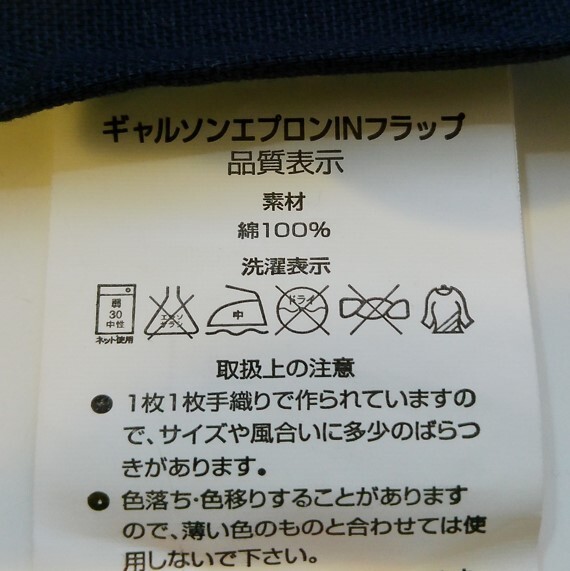 ギャルソンエプロンINフラップ
品質表示
素材
綿100%
洗濯表示
弱
30
中性
ネット使用
エンソ
サラシ
中
ドライ
取扱上の注意
● 1枚1枚手織りで作られていますの
で、サイズや風合いに多少のばらつ
きがあります。
● 色落ち・色移りすることがあります
ので、薄い色のものと合わせては使
用しないで下さい。